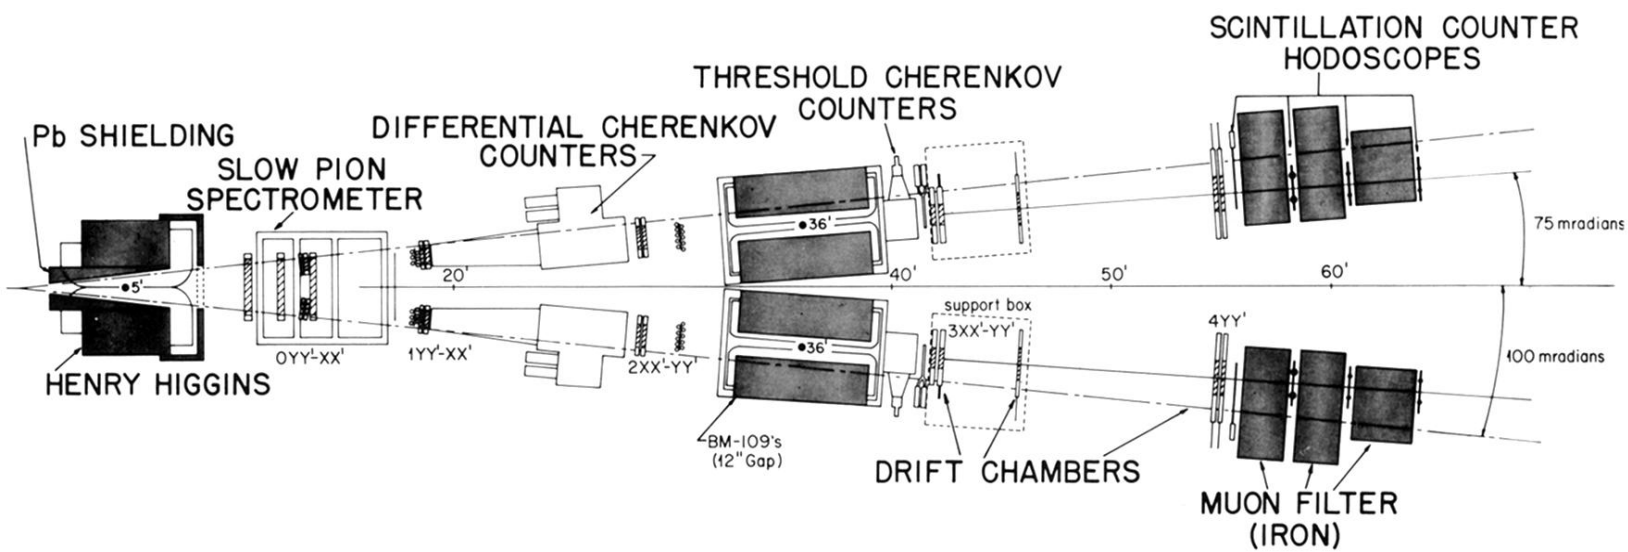 SCINTILLATION COUNTER
HODOSCOPES
THRESHOLD CHERENKOV
COUNTERS
Pb SHIELDING
DIFFERENTIAL CHERENKOV
COUNTERS
SLOW PION
SPECTROMETER
•36'
75 mradians
•5'
20'
40'
50'
60'
support box
3XX'-YY'
4YY'
0YY'-XX'
1YY'-XX'
2XX'-YY'
•36'
100 mradians
HENRY HIGGINS
BM-109's
(12" Gap)
DRIFT CHAMBERS
MUON FILTER
(IRON)